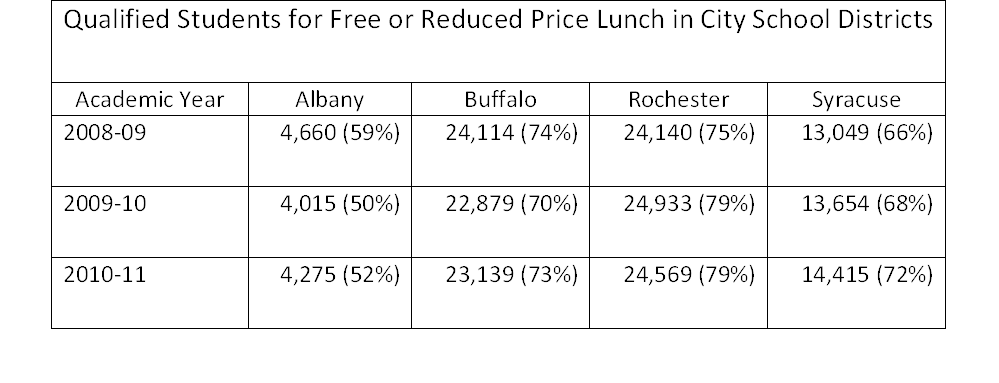 Qualified Students for Free or Reduced Price Lunch in City School Districts
Academic Year Albany Buffalo Rochester Syracuse
2008-09 4,660 (59%) 24,114 (74%) 24,140 (75%) 13,049 (66%)
2009-10 4,015 (50%) 22,879 (70%) 24,933 (79%) 13,654 (68%)
2010-11 4,275 (52%) 23,139 (73%) 24,569 (79%) 14,415 (72%)